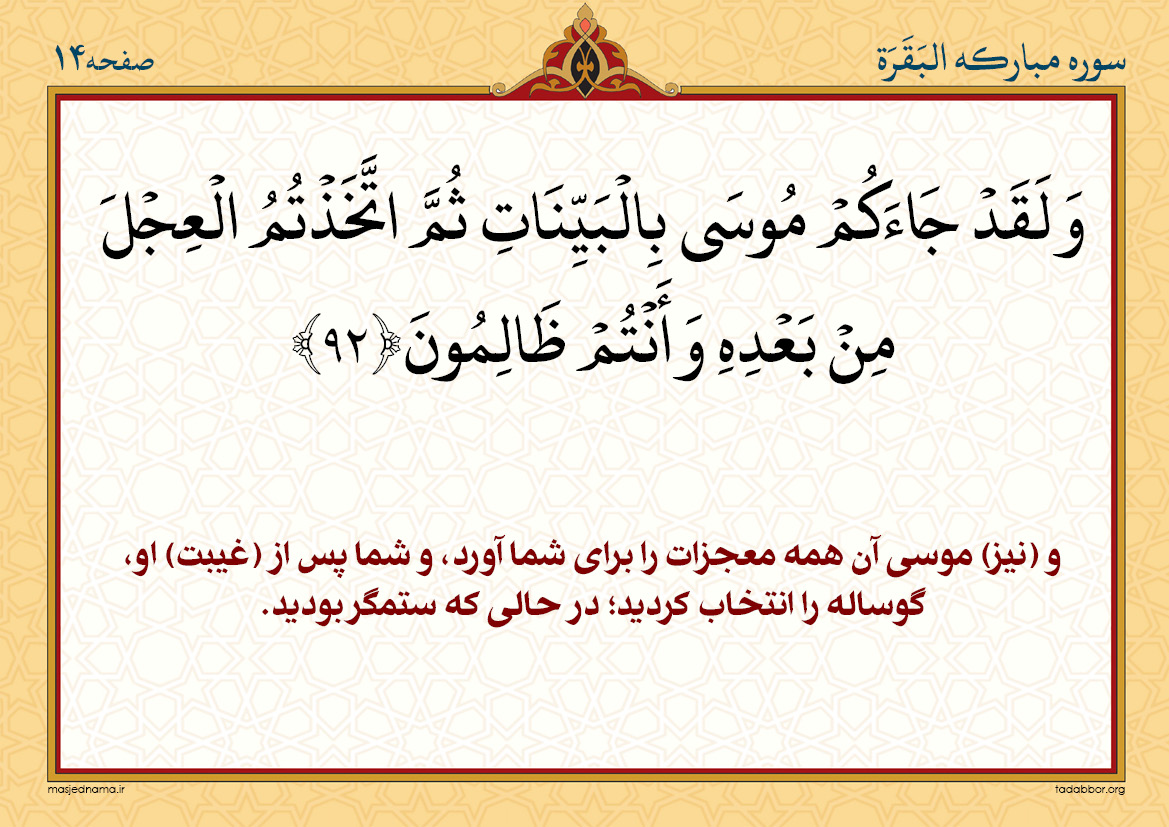 سوره مبارکه البَقَرَة
صفحه۱۴
وَ لَقَدْ جَاءَكُمْ مُوسَى بِالْبَيِّنَاتِ ثُمَّ اتَّخَذْتُمُ الْعِجْلَ
مِنْ بَعْدِهِ وَ أَنْتُمْ ظَالِمُونَ﴿۹۲﴾
و (نیز) موسی آن همه معجزات را برای شما آورد، و شما پس از (غیبت) او،
گوساله را انتخاب کردید؛ در حالی که ستمگر بودید.
masjednama.ir
tadabbor.org